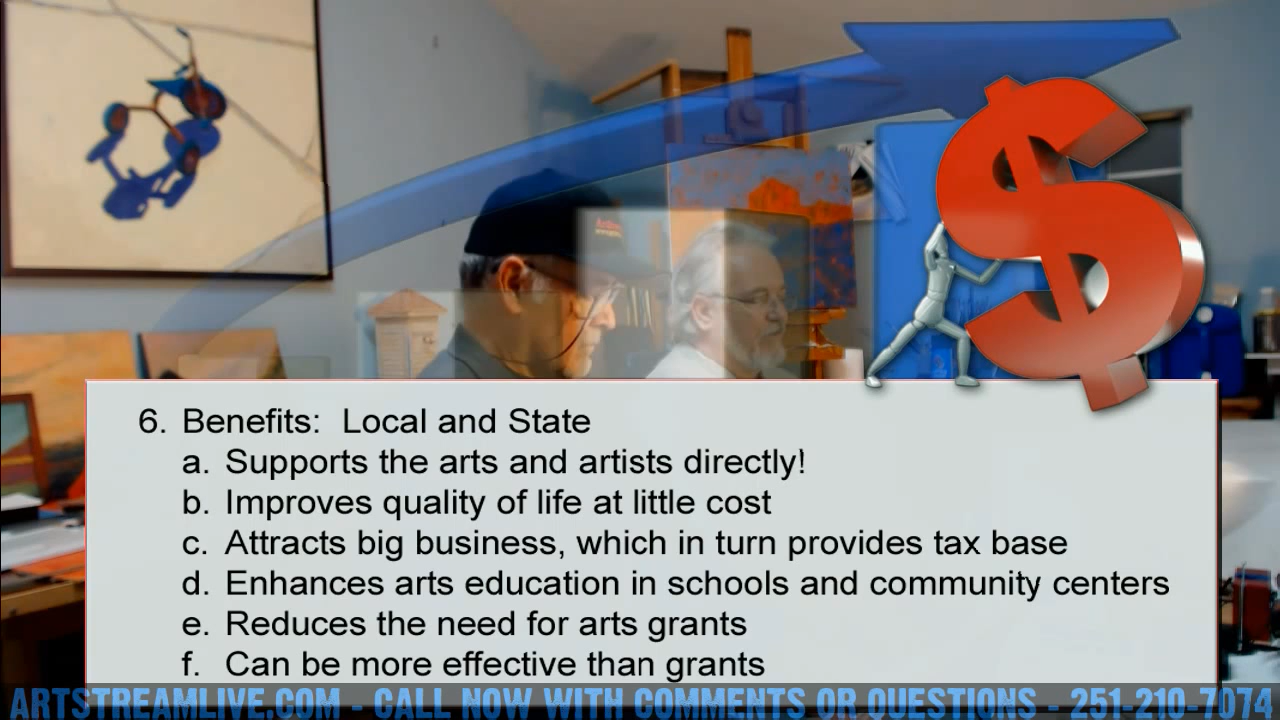 6. Benefits: Local and State
a. Supports the arts and artists directly!
b. Improves quality of life at little cost
c. Attracts big business, which in turn provides tax base
d. Enhances arts education in schools and community centers
e. Reduces the need for arts grants
f. Can be more effective than grants
ARTSTREAMLIVE.COM - CALL NOW WITH COMMENTS OR QUESTIONS - 251-210-7074